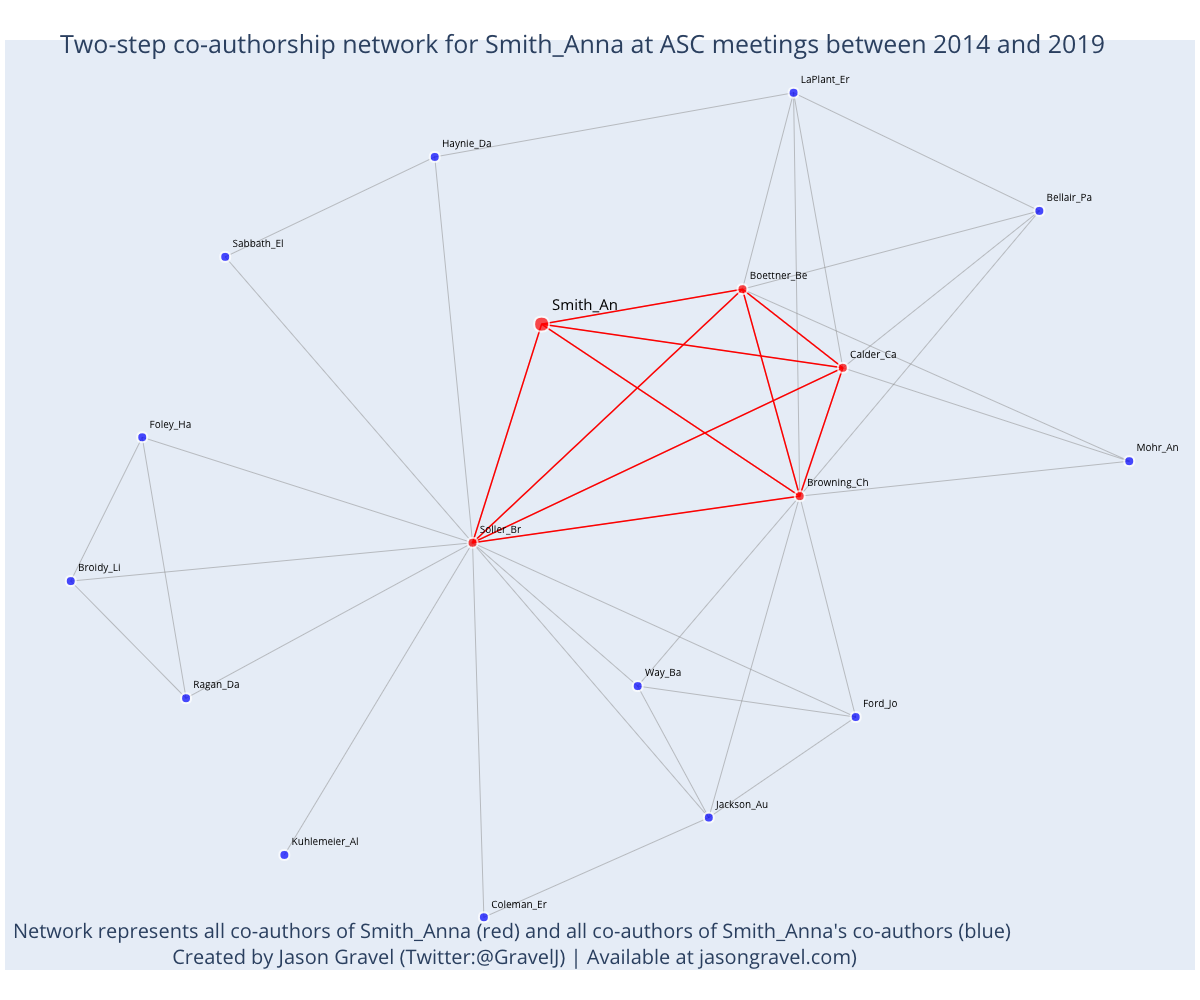 Two-step co-authorship network for Smith_Anna at ASC meetings between 2014 and 2019
LaPlant_Er
Haynie_Da
Bellair_Pa
Sabbath_El
Boettner_Be
Smith_An
Calder_Ca
Foley_Ha
Mohr_An
Browning_Ch
Soller_Br
Broidy_Li
Way_Ba
Ragan_Da
Ford_Jo
Jackson_Au
Kuhlemeier_Al
Coleman_Er
Network represents all co-authors of Smith_Anna (red) and all co-authors of Smith_Anna's co-authors (blue)
Created by Jason Gravel (Twitter:@GravelJ) | Available at jasongravel.com)